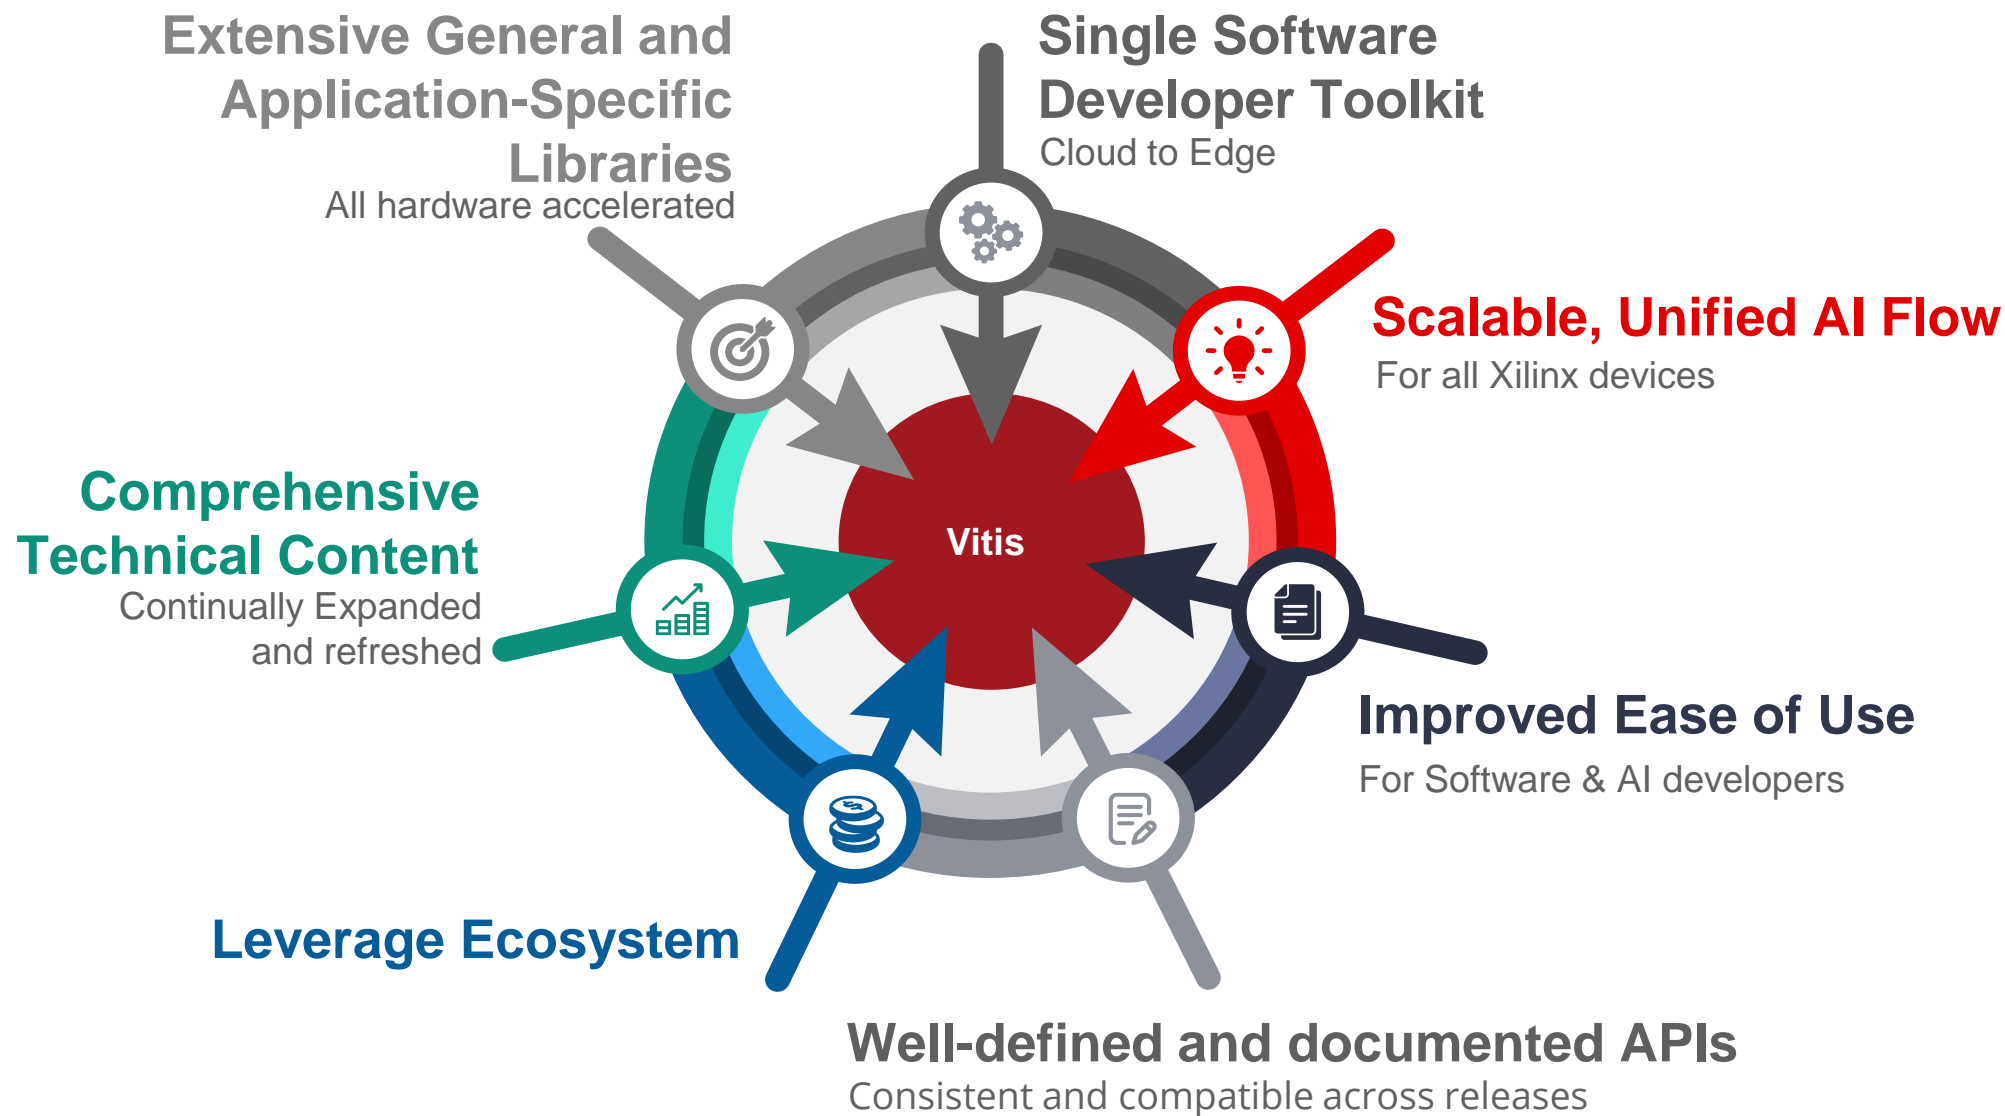 Extensive General and
Application-Specific
Libraries
All hardware accelerated
Single Software
Developer Toolkit
Cloud to Edge
Scalable, Unified AI Flow
For all Xilinx devices
Comprehensive
Technical Content
Continually Expanded
and refreshed
Vitis
Improved Ease of Use
For Software & AI developers
Leverage Ecosystem
Well-defined and documented APIs
Consistent and compatible across releases